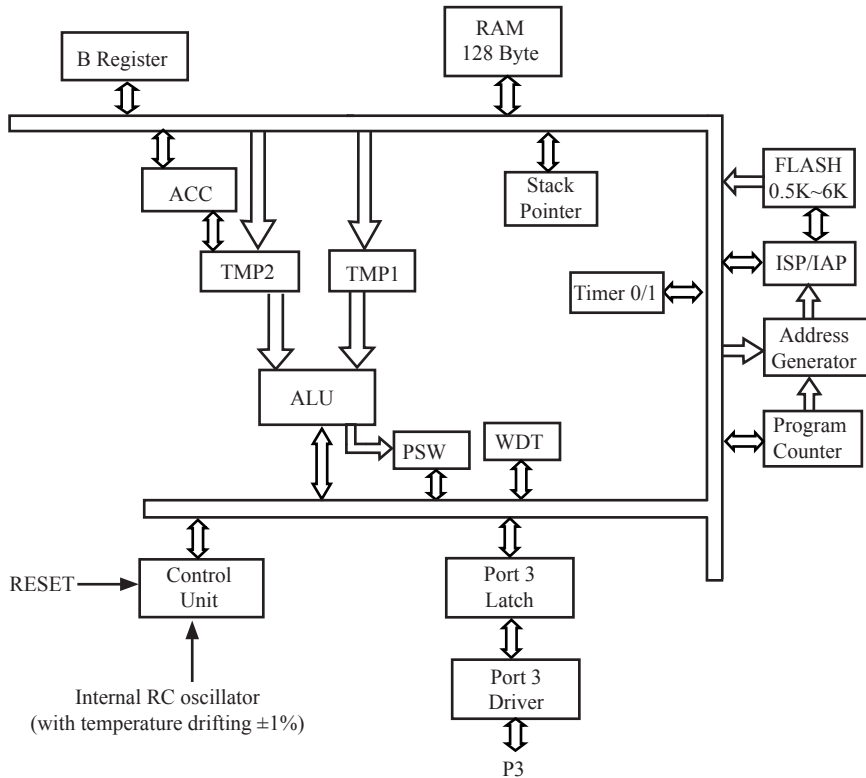 B Register
RAM
128 Byte
ACC
Stack
Pointer
FLASH
0.5K~6K
TMP2
TMP1
ISP/IAP
Timer 0/1
Address
Generator
ALU
PSW
WDT
Program
Counter
RESET
Control
Unit
Port 3
Latch
Internal RC oscillator
(with temperature drifting ±1%)
Port 3
Driver
P3